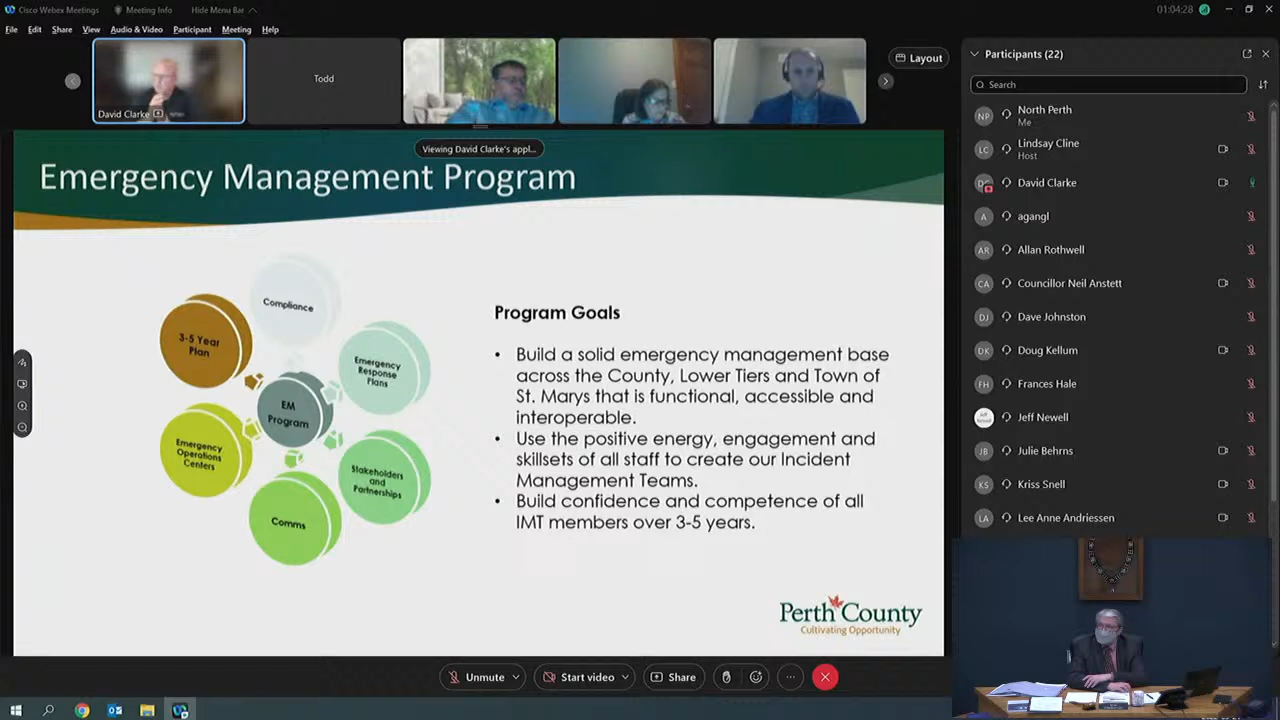 Cisco Webex Meetings
Meeting Info
Hide Menu Bar
01:04:28
File Edit Share View Audio & Video Participant Meeting Help
David Clarke
Todd
Layout
Viewing David Clarke's appl...
Emergency Management Program
Compliance
3-5 Year
Plan
Emergency
Response
Plans
EM
Program
Emergency
Operations
Centers
Stakeholders
and
Partnerships
Comms
Program Goals
• Build a solid emergency management base
across the County, Lower Tiers and Town of
St. Marys that is functional, accessible and
interoperable.
• Use the positive energy, engagement and
skillsets of all staff to create our Incident
Management Teams.
• Build confidence and competence of all
IMT members over 3-5 years.
Perth County
Cultivating Opportunity
Unmute
Start video
Share
Participants (22)
Search
NP North Perth
Me
LC Lindsay Cline
Host
David Clarke
A agangl
AR Allan Rothwell
CA Councillor Neil Anstett
DJ Dave Johnston
DK Doug Kellum
FH Frances Hale
Jeff Newell
JB Julie Behrns
KS Kriss Snell
LA Lee Anne Andriessen